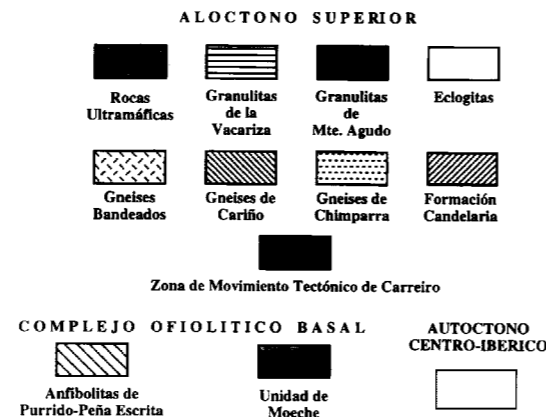 ALOCTONO SUPERIOR
Rocas Ultramáficas
Granulitas de la Vacariza
Granulitas de Mte. Agudo
Eclogitas
Gneises Bandeados
Gneises de Cariño
Gneises de Chimparra
Formación Candelaria
Zona de Movimiento Tectónico de Carreiro
COMPLEJO OFIOLITICO BASAL
Anfibolitas de Purrido-Peña Escrita
Unidad de Moeche
AUTOCTONO
CENTRO-IBERICO